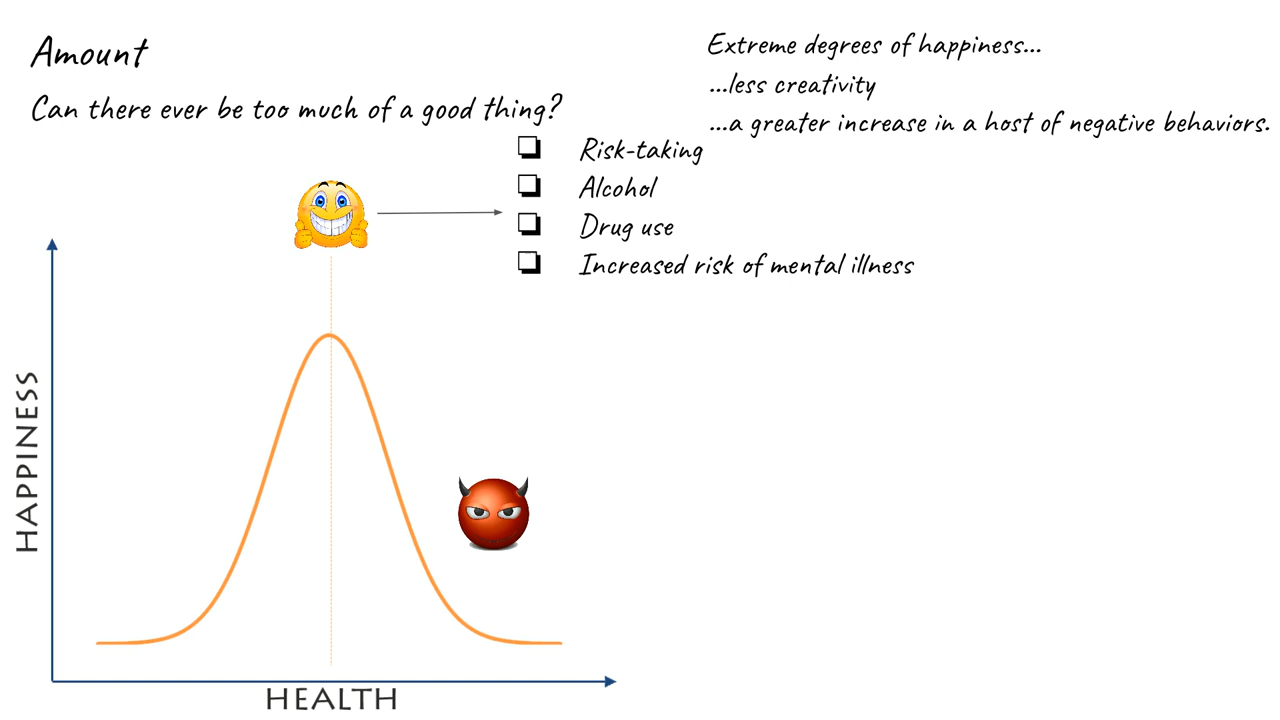 Amount
Can there ever be too much of a good thing?
Extreme degrees of happiness...
...less creativity
...a greater increase in a host of negative behaviors.
Risk-taking
Alcohol
Drug use
Increased risk of mental illness
HAPPINESS
HEALTH